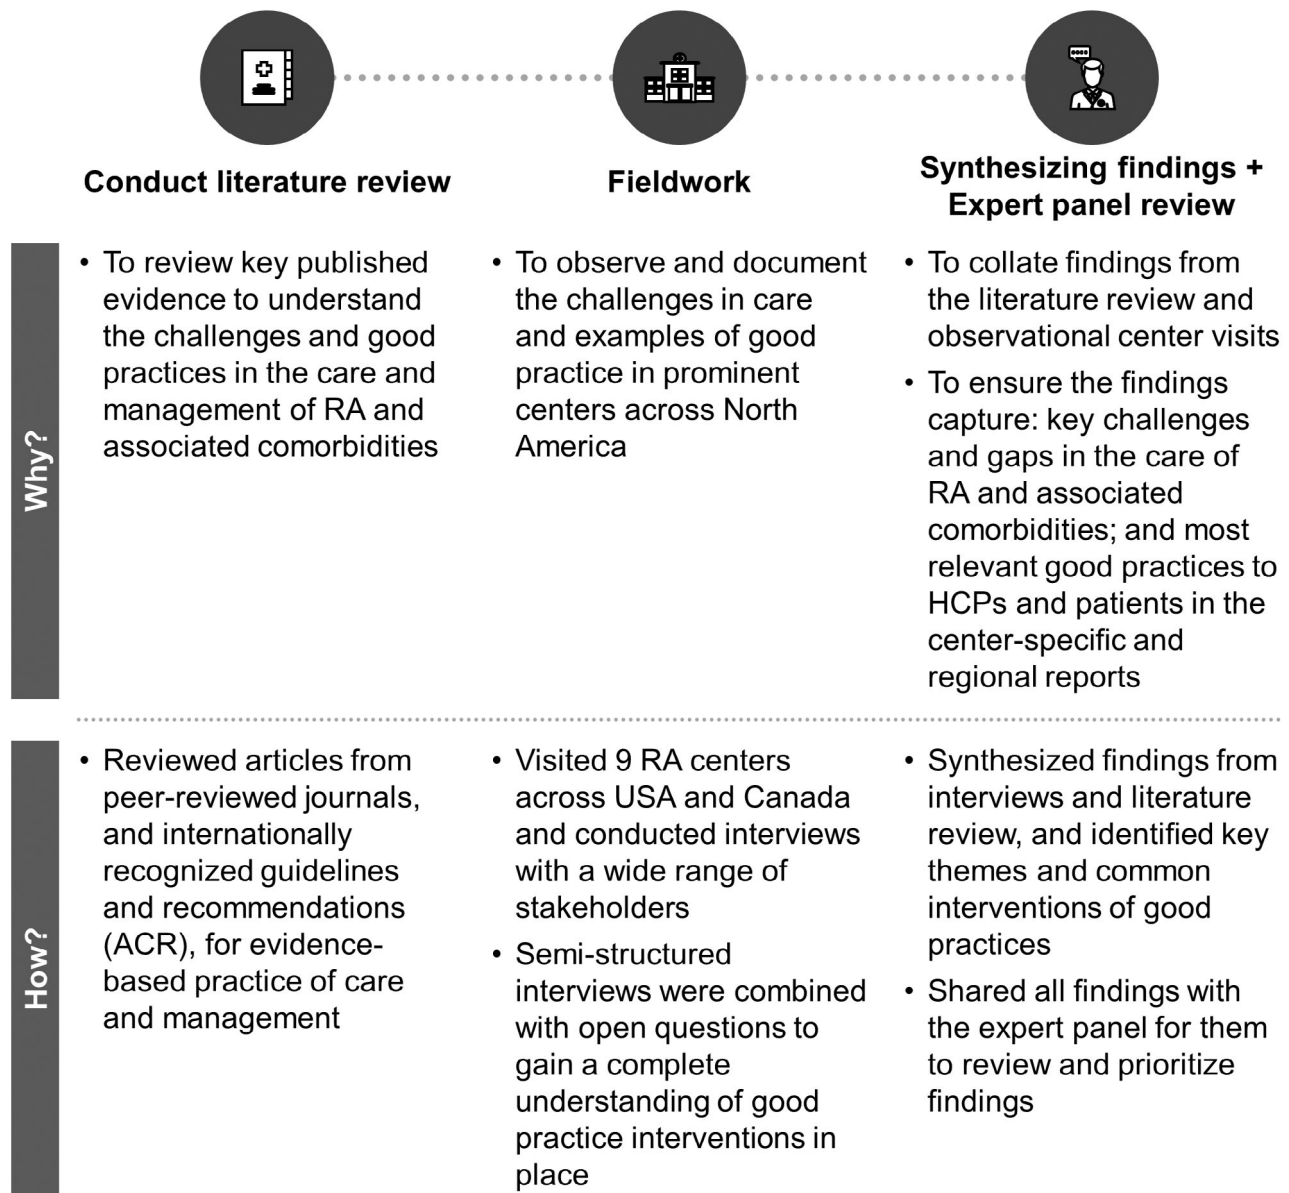 Conduct literature review
Fieldwork
Synthesizing findings +
Expert panel review
Why?
• To review key published
evidence to understand
the challenges and good
practices in the care and
management of RA and
associated comorbidities
• To observe and document
the challenges in care
and examples of good
practice in prominent
centers across North
America
• To collate findings from
the literature review and
observational center visits
• To ensure the findings
capture: key challenges
and gaps in the care of
RA and associated
comorbidities; and most
relevant good practices to
HCPs and patients in the
center-specific and
regional reports
How?
• Reviewed articles from
peer-reviewed journals,
and internationally
recognized guidelines
and recommendations
(ACR), for evidence-
based practice of care
and management
• Visited 9 RA centers
across USA and Canada
and conducted interviews
with a wide range of
stakeholders
• Semi-structured
interviews were combined
with open questions to
gain a complete
understanding of good
practice interventions in
place
• Synthesized findings from
interviews and literature
review, and identified key
themes and common
interventions of good
practices
• Shared all findings with
the expert panel for them
to review and prioritize
findings